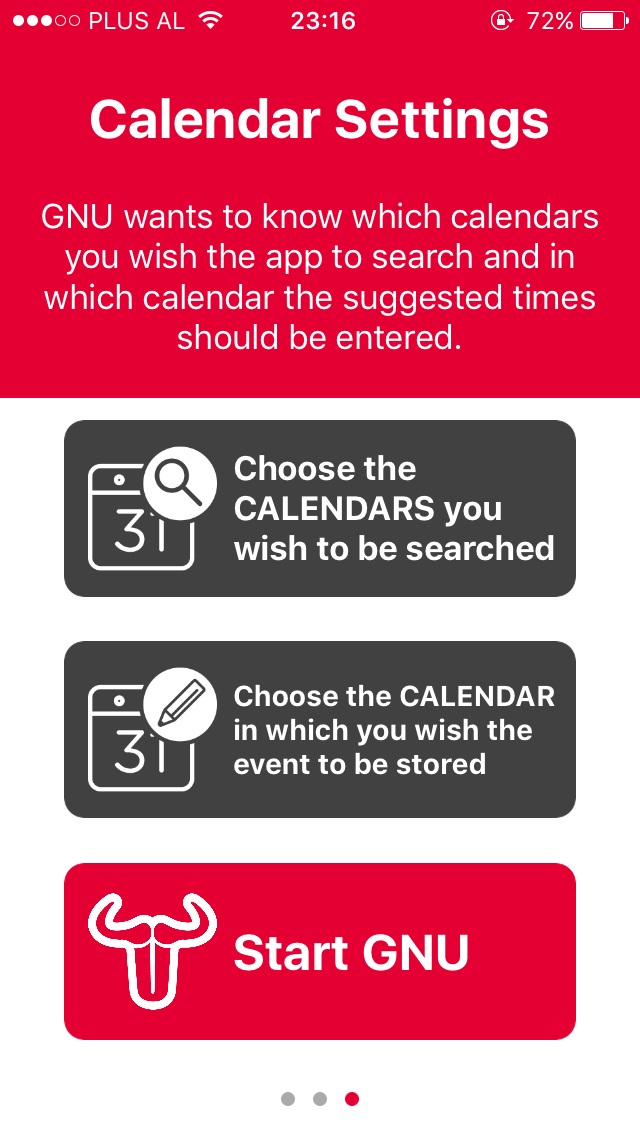 PLUS AL 23:16 72%
Calendar Settings
GNU wants to know which calendars
you wish the app to search and in
which calendar the suggested times
should be entered.
31
Choose the
CALENDARS you
wish to be searched
31
Choose the CALENDAR
in which you wish the
event to be stored
Start GNU